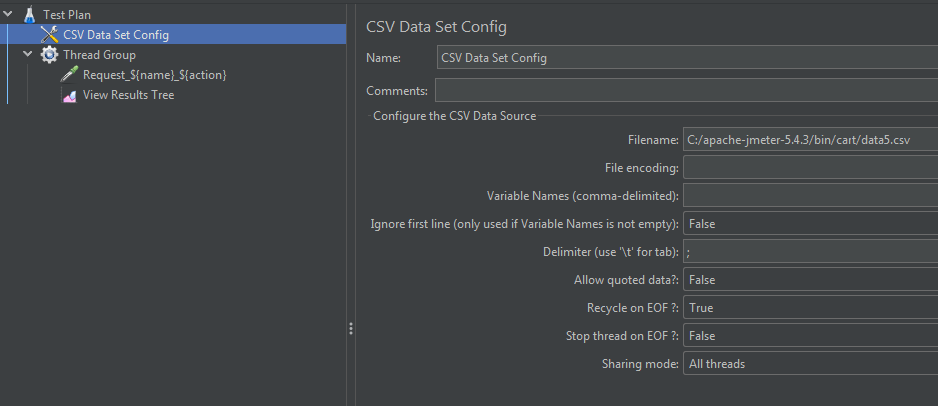 Test Plan
CSV Data Set Config
Thread Group
Request_${name}_${action}
View Results Tree
CSV Data Set Config
Name: CSV Data Set Config
Comments:
Configure the CSV Data Source
Filename: C:/apache-jmeter-5.4.3/bin/cart/data5.csv
File encoding:
Variable Names (comma-delimited):
Ignore first line (only used if Variable Names is not empty): False
Delimiter (use '\t' for tab): ;
Allow quoted data?: False
Recycle on EOF ?: True
Stop thread on EOF ?: False
Sharing mode: All threads